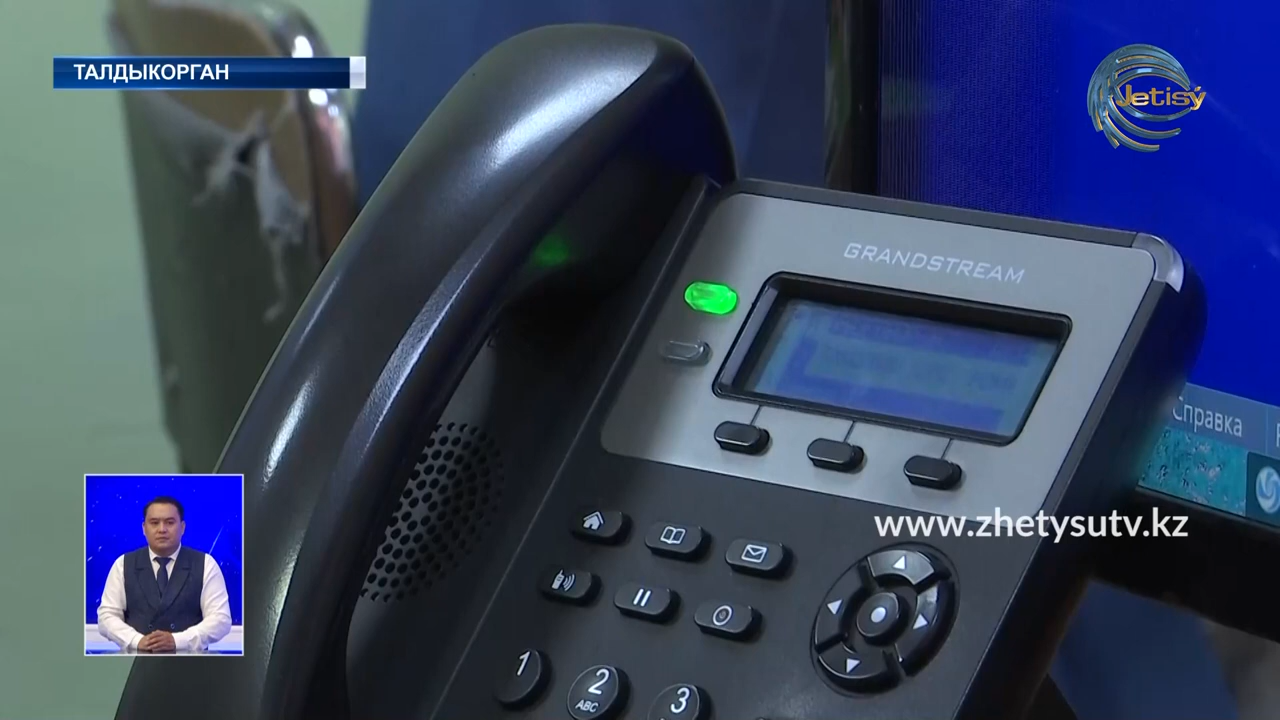 ТАЛДЫКОРГАН
Jetisý
GRANDSTREAM
Справка
www.zhetysutv.kz
1
2
ABC
3